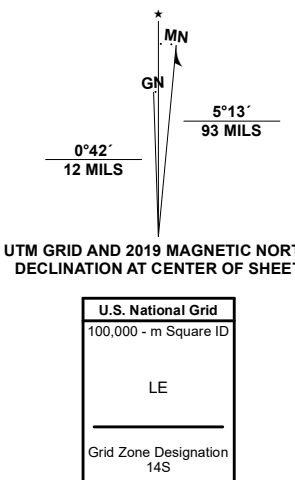 MN
GN
5°13´
93 MILS
0°42´
12 MILS
UTM GRID AND 2019 MAGNETIC NORT
DECLINATION AT CENTER OF SHEET
U.S. National Grid
100,000 - m Square ID
LE
Grid Zone Designation
14S